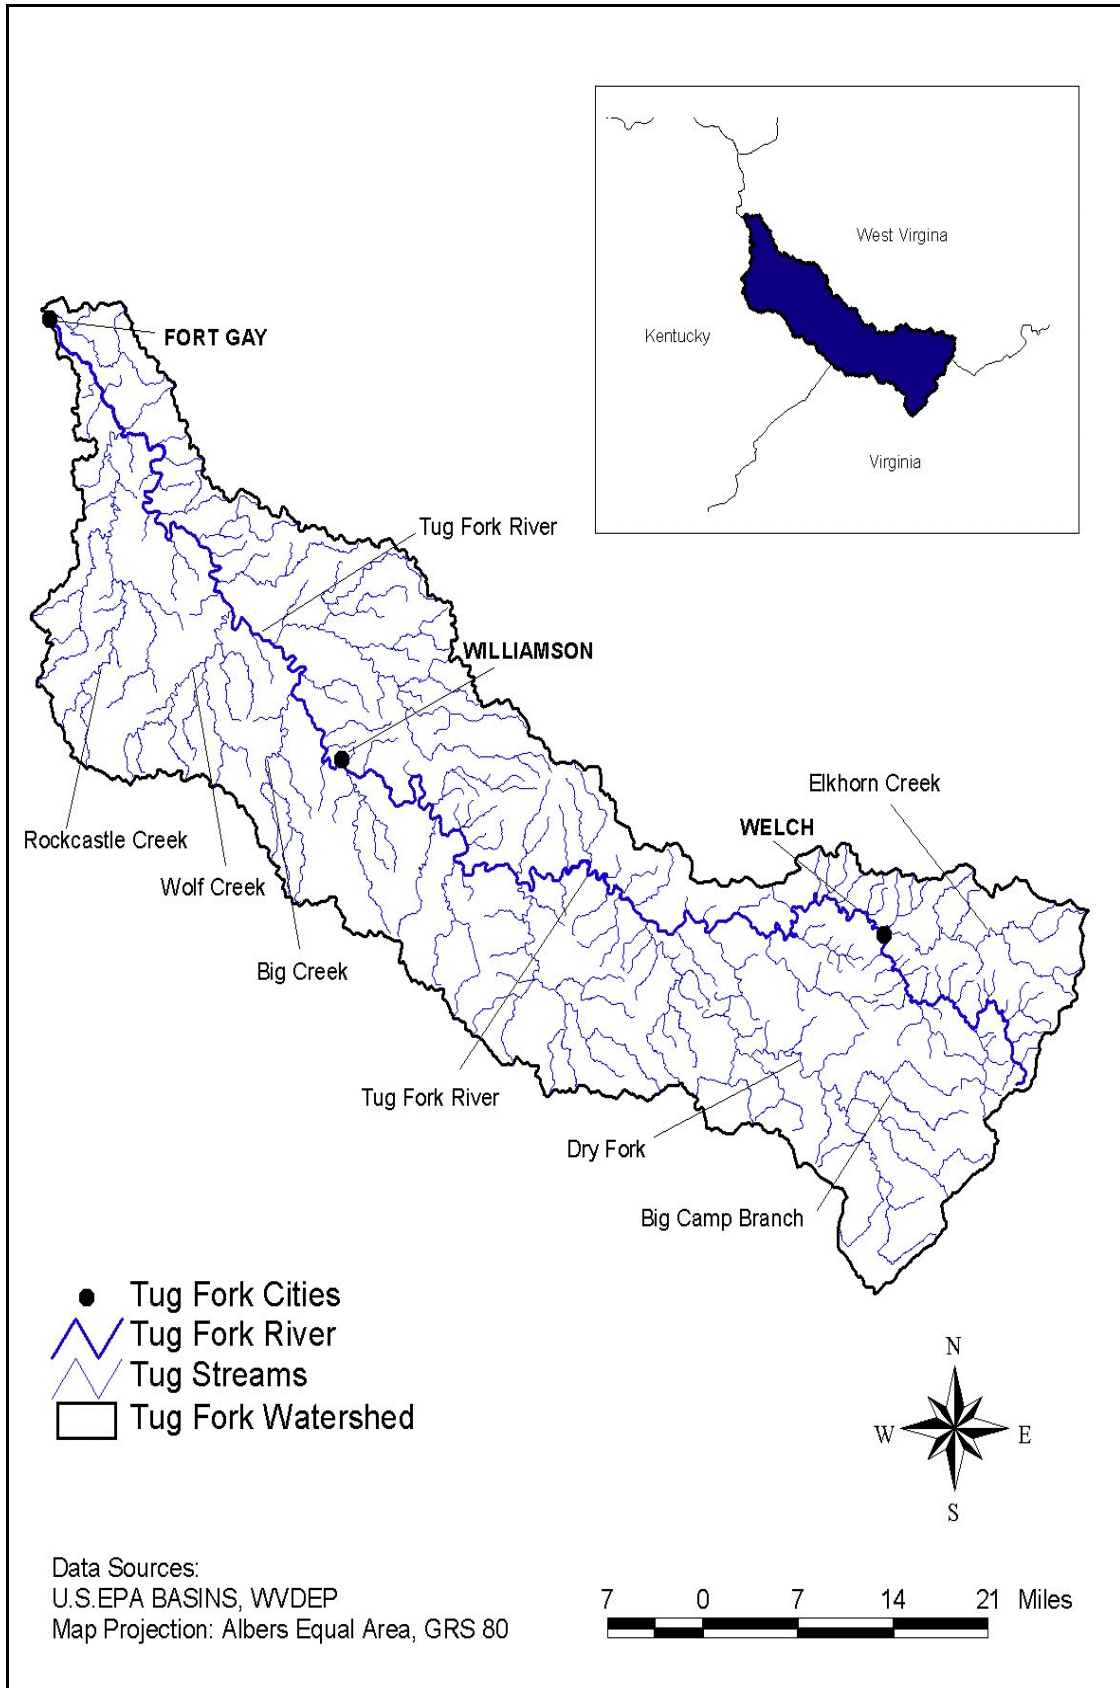 West Virgina
Kentucky
Virginia
FORT GAY
Tug Fork River
WILLIAMSON
Elkhorn Creek
WELCH
Rockcastle Creek
Wolf Creek
Big Creek
Tug Fork River
Dry Fork
Big Camp Branch
Tug Fork Cities
Tug Fork River
Tug Streams
Tug Fork Watershed
N
W E
S
Data Sources:
U.S.EPA BASINS, WVDEP
Map Projection: Albers Equal Area, GRS 80
7 0 7 14 21 Miles